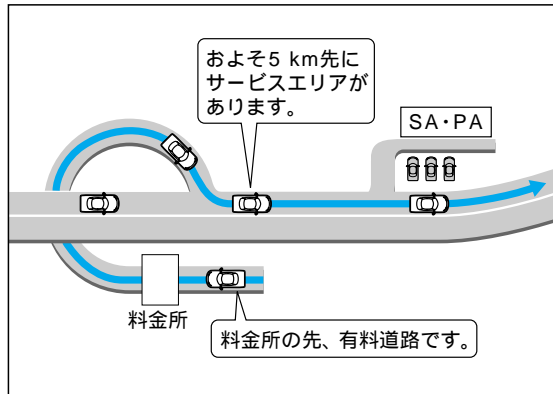 およそ5 km先に
サービスエリアが
あります。
SA・PA
料金所
料金所の先、有料道路です。